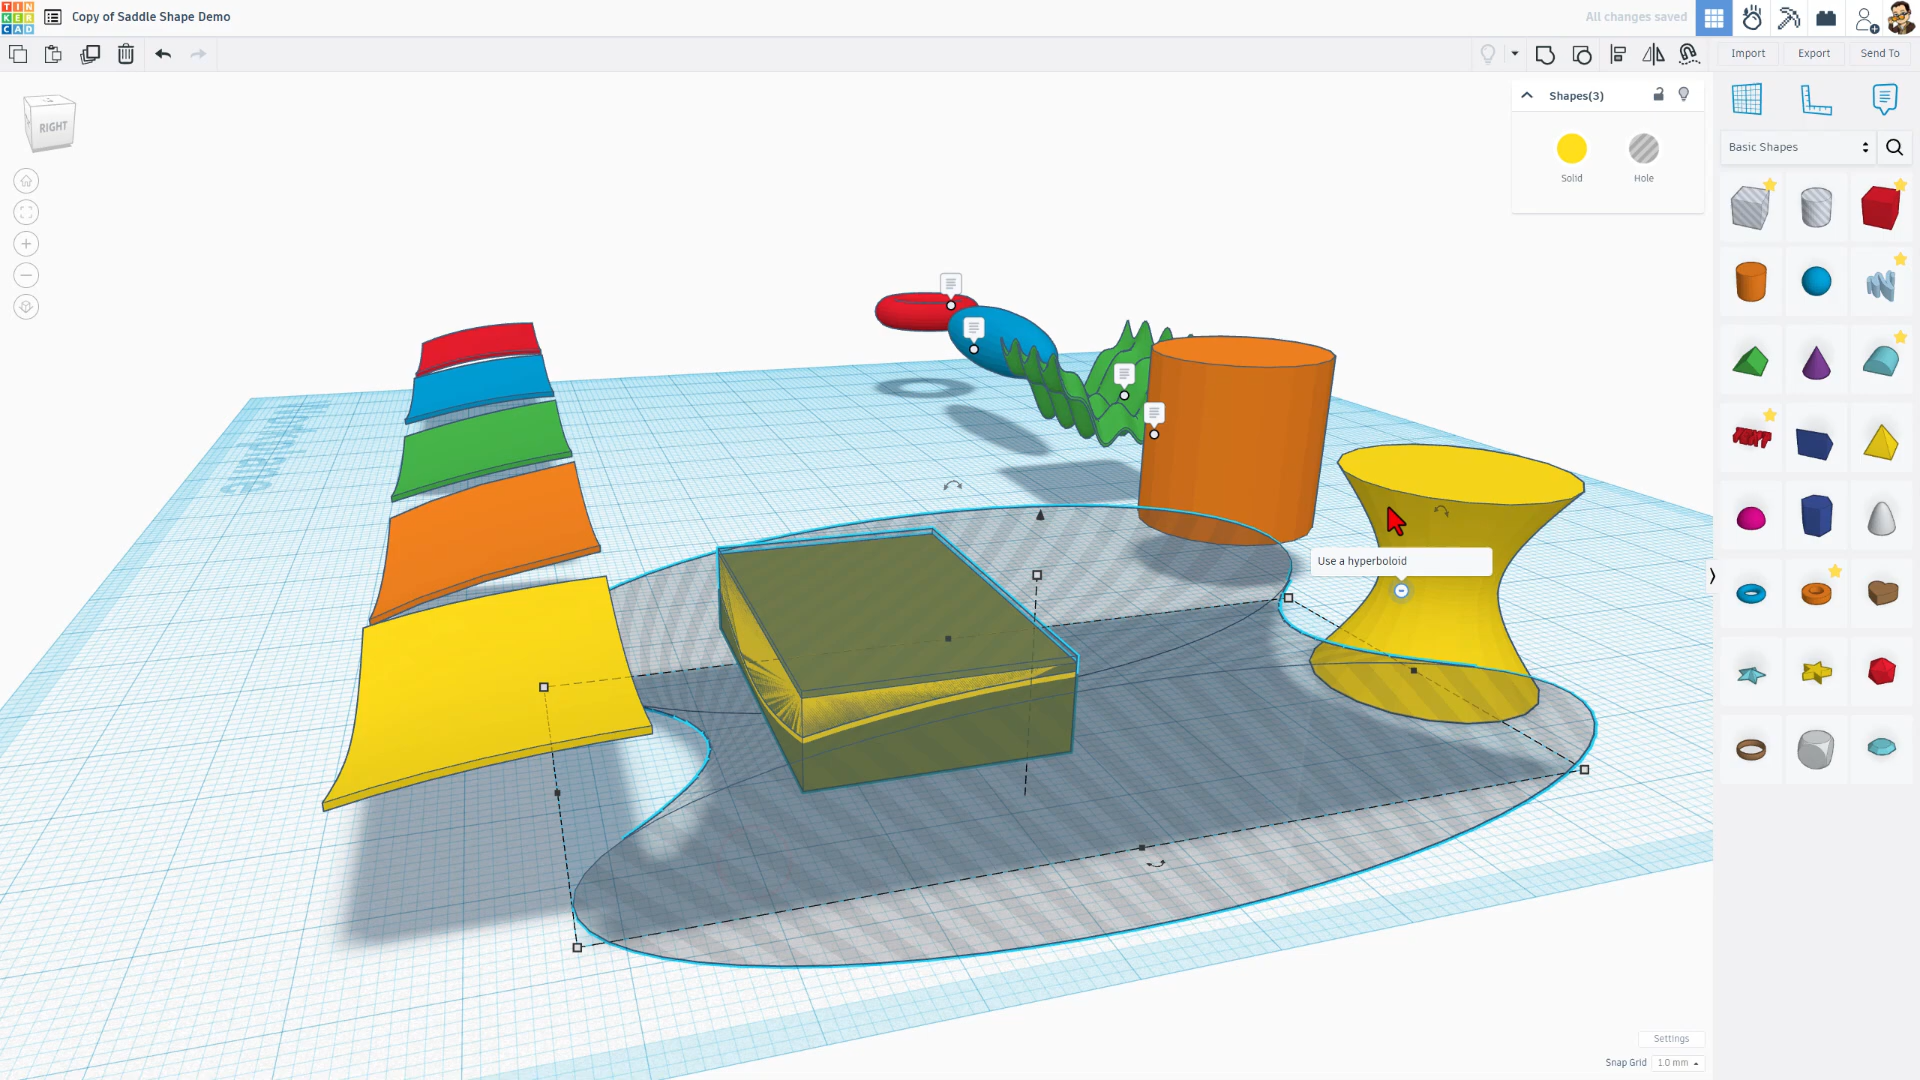 TIN
KER
CAD
Copy of Saddle Shape Demo
All changes saved
Import
Export
Send To
RIGHT
Shapes(3)
Solid
Hole
Basic Shapes
TEXT
Use a hyperboloid
Settings
Snap Grid
1.0 mm